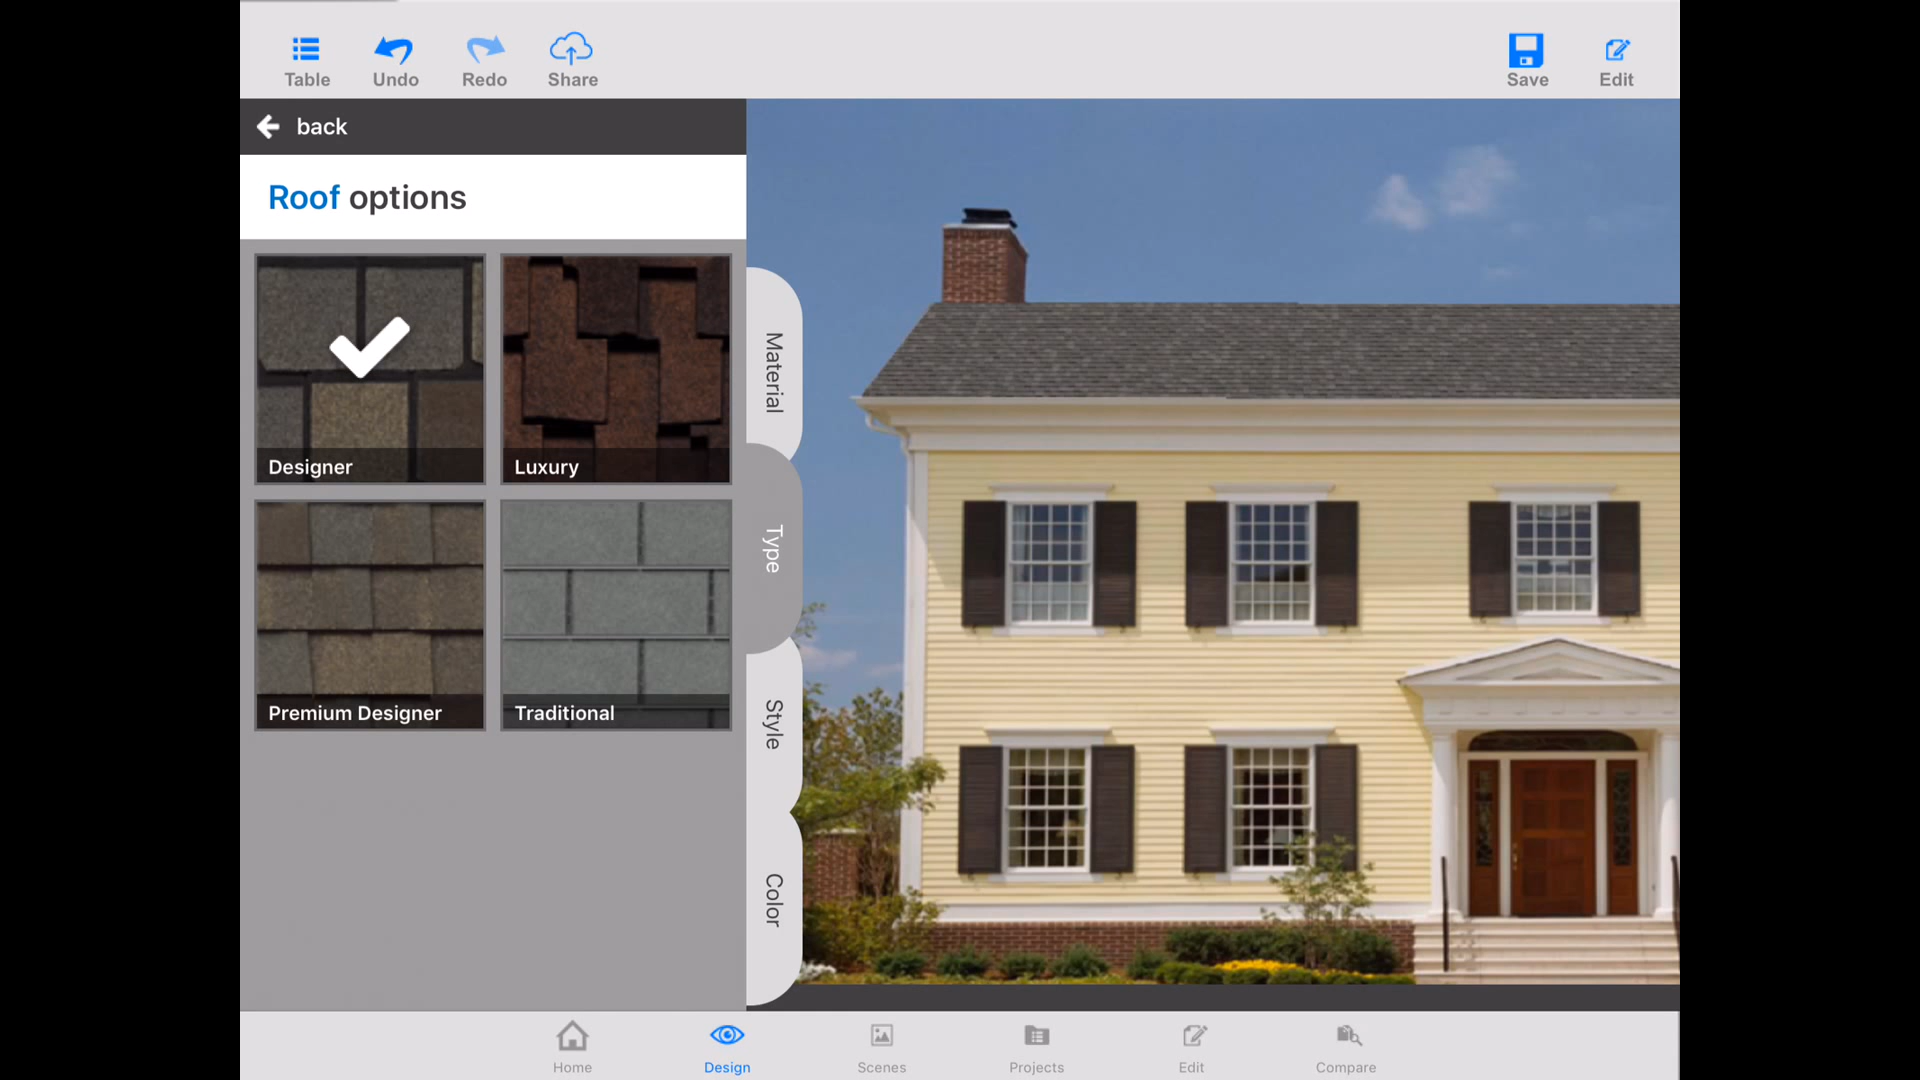 Table Undo Redo Share Save Edit
back
Roof options
Designer
Luxury
Premium Designer
Traditional
Material
Type
Style
Color
Home Design Scenes Projects Edit Compare